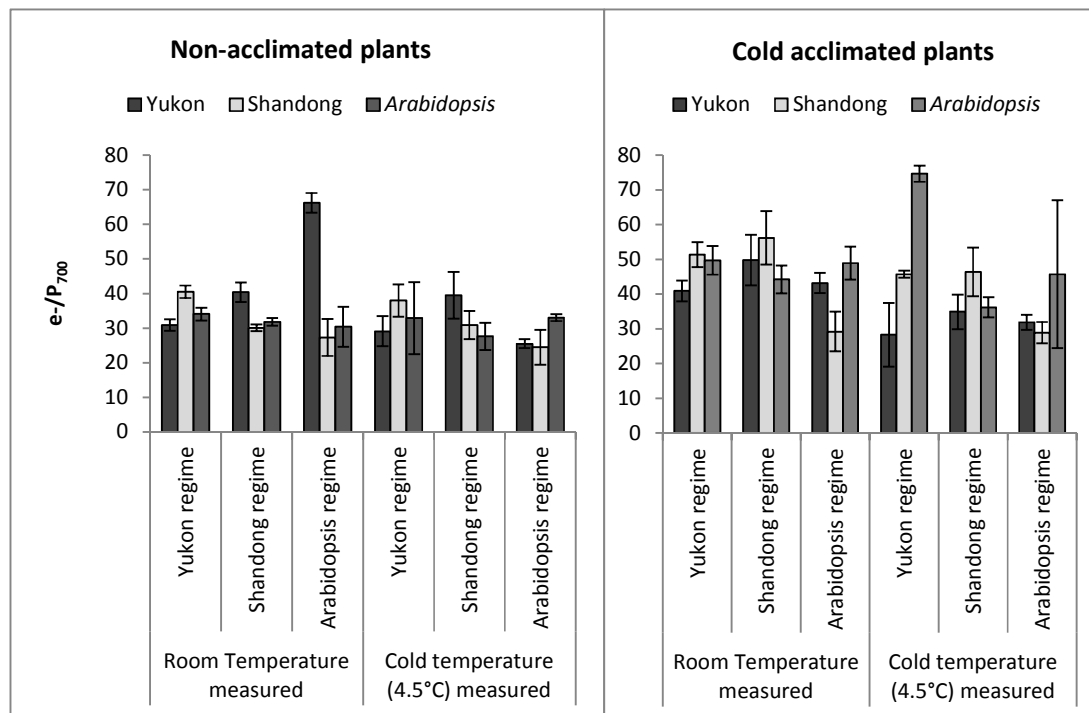 Non-acclimated plants
Yukon Shandong Arabidopsis
e-/P700
80
70
60
50
40
30
20
10
0
Yukon regime
Shandong regime
Arabidopsis regime
Yukon regime
Shandong regime
Arabidopsis regime
Room Temperature
measured
Cold temperature
(4.5°C) measured
Cold acclimated plants
Yukon Shandong Arabidopsis
80
70
60
50
40
30
20
10
0
Yukon regime
Shandong regime
Arabidopsis regime
Yukon regime
Shandong regime
Arabidopsis regime
Room Temperature
measured
Cold temperature
(4.5°C) measured